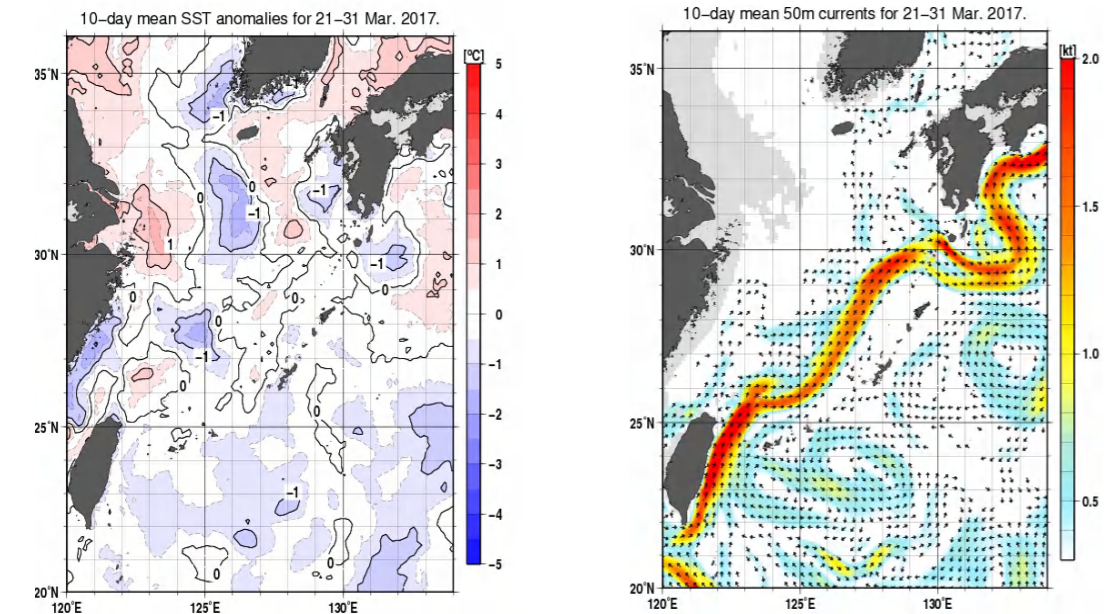 10-day mean SST anomalies for 21-31 Mar. 2017.
[°C]
5
4
3
2
1
0
-1
-2
-3
-4
-5
35°N
30°N
25°N
20°N
120°E
125°E
130°E
-1
0
0
-1
-1
1
-1
0
0
0
0
-1
0
0
-1
0
0
10-day mean 50m currents for 21-31 Mar. 2017.
[kt]
2.0
1.5
1.0
0.5
35°N
30°N
25°N
20°N
120°E
125°E
130°E